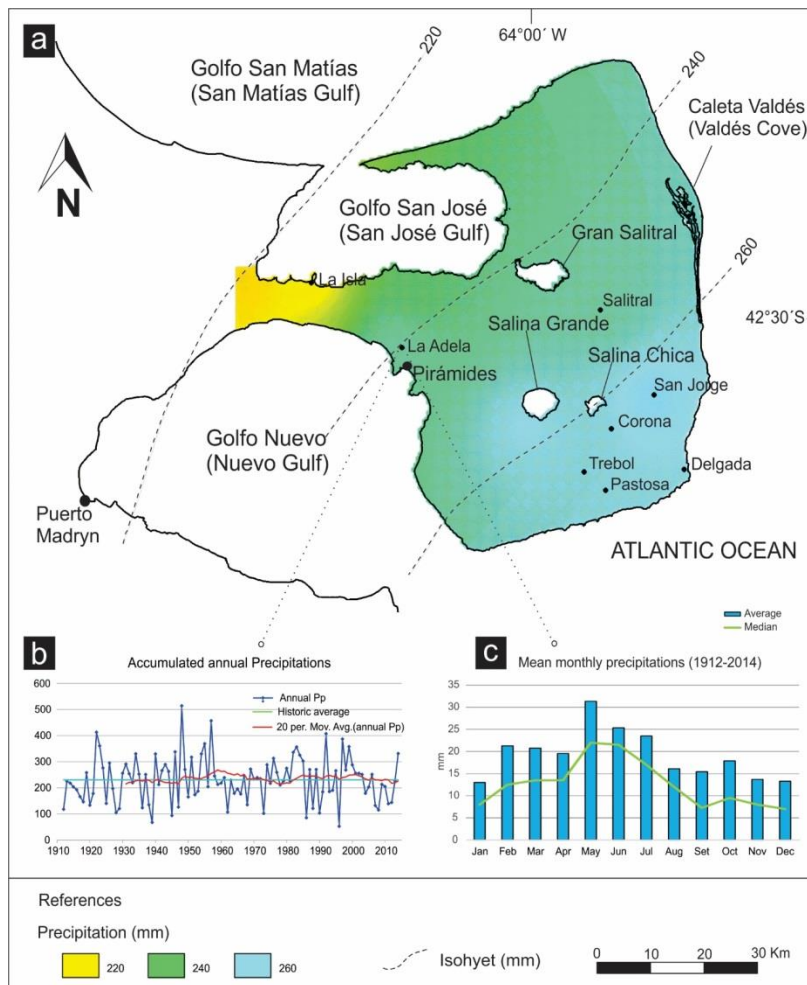 a
220
64°00´ W
Golfo San Matías
(San Matías Gulf)
240
Caleta Valdés
(Valdés Cove)
N
Golfo San José
(San José Gulf)
Gran Salitral
260
La Isla
Salitral
42°30´S
Salina Grande
La Adela
Salina Chica
Pirámides
San Jorge
Golfo Nuevo
(Nuevo Gulf)
Corona
Trebol
Delgada
Pastosa
Puerto
Madryn
ATLANTIC OCEAN
b
Accumulated annual Precipitations
Annual Pp
Historic average
20 per. Mov. Avg.(annual Pp)
600
500
400
300
200
100
0
1910 1920 1930 1940 1950 1960 1970 1980 1990 2000 2010
Average
Median
c
Mean monthly precipitations (1912-2014)
mm
35
30
25
20
15
10
5
0
Jan Feb Mar Apr May Jun Jul Aug Set Oct Nov Dec
References
Precipitation (mm)
220 240 260
Isohyet (mm)
0 10 20 30 Km